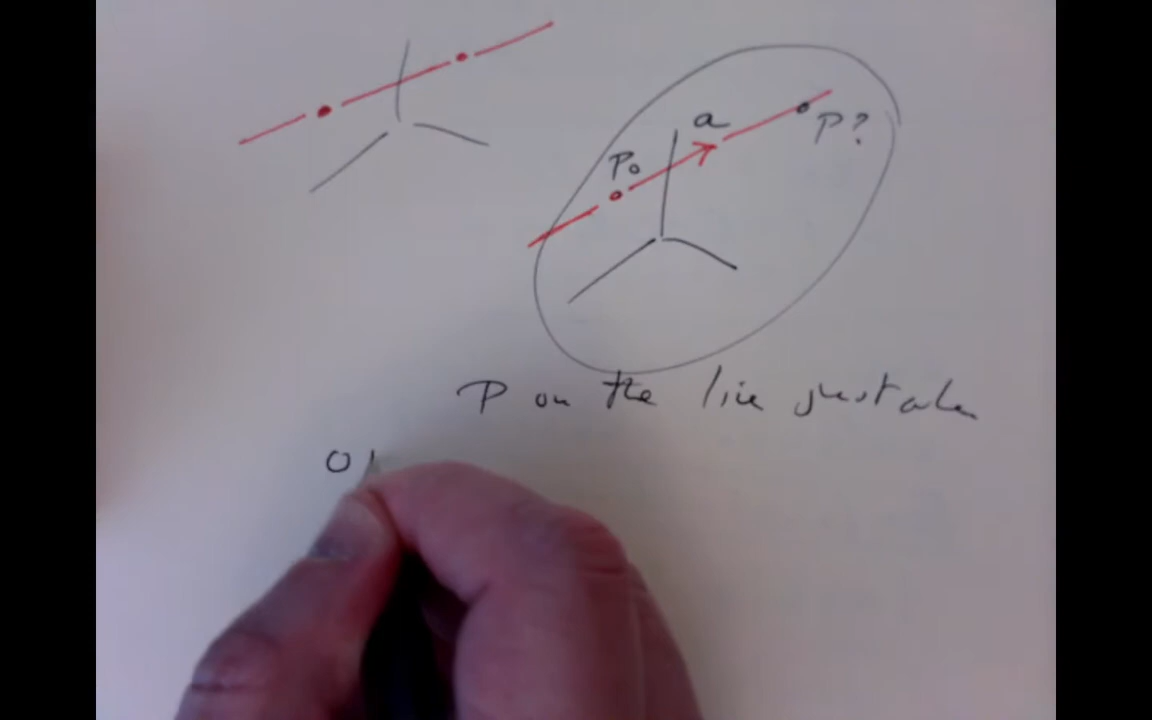 a
P?
P₀
P on the line just when
O